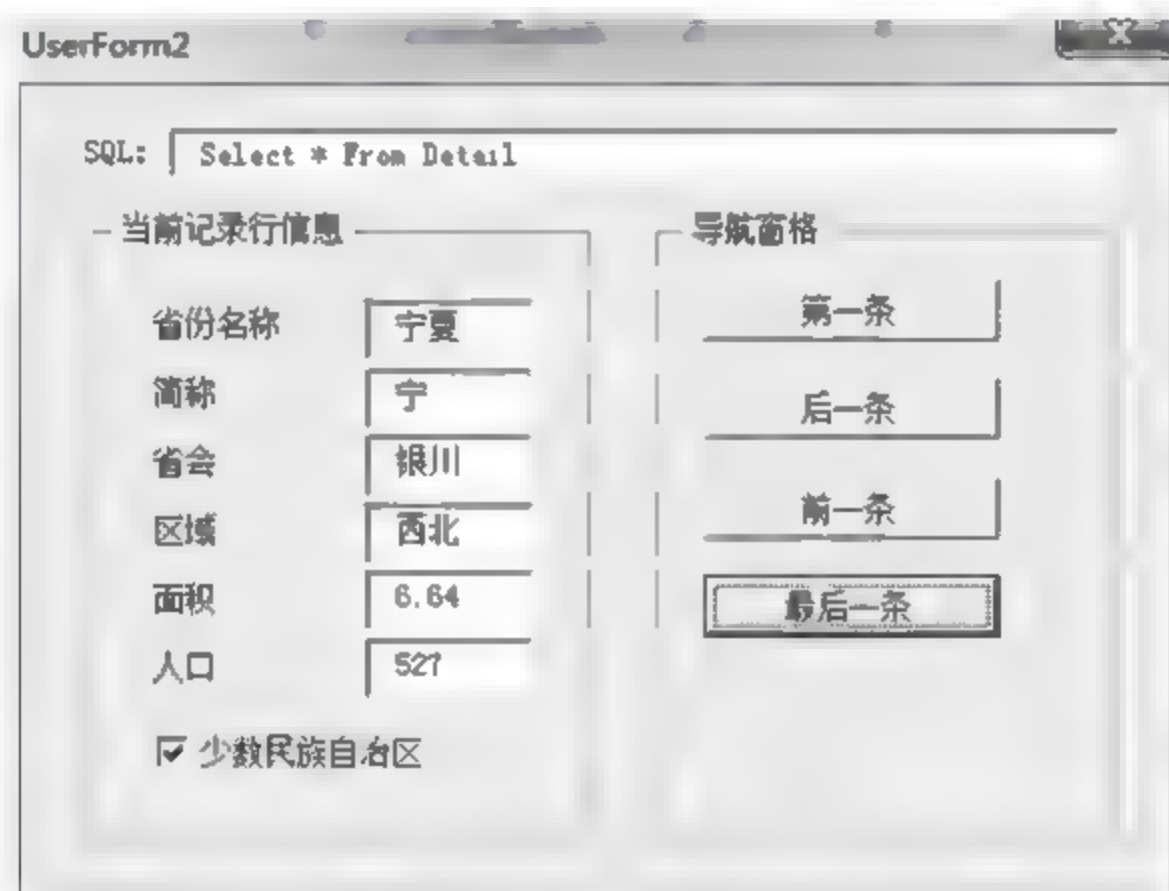 UserForm2
SQL: Select * From Detail
当前记录行信息
省份名称 宁夏
简称 宁
省会 银川
区域 西北
面积 6.64
人口 527
少数民族自治区
导航窗格
第一条
后一条
前一条
最后一条